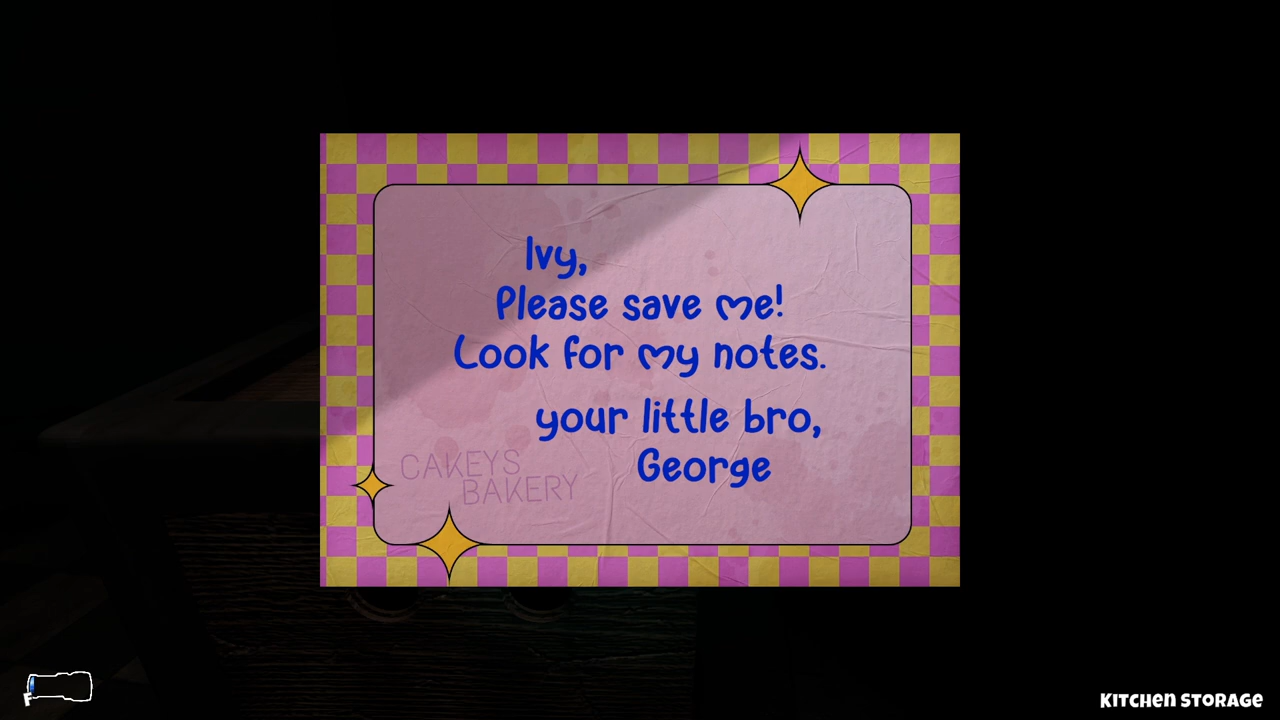 Ivy,
Please save me!
Look for my notes.
your little bro,
George
CAKEYS
BAKERY
F
KITCHEN STORAGE